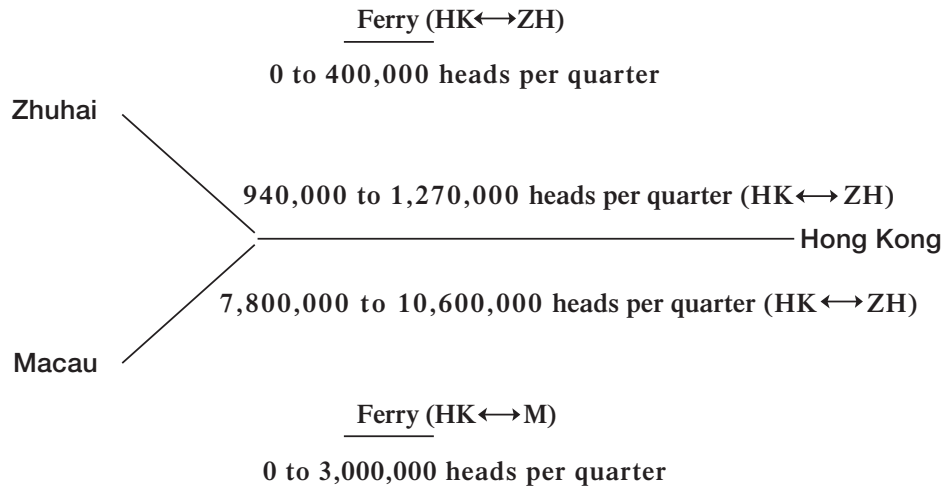 Ferry (HK⟷ZH)
0 to 400,000 heads per quarter
Zhuhai
940,000 to 1,270,000 heads per quarter (HK⟷ZH)
Hong Kong
7,800,000 to 10,600,000 heads per quarter (HK⟷ZH)
Macau
Ferry (HK⟷M)
0 to 3,000,000 heads per quarter